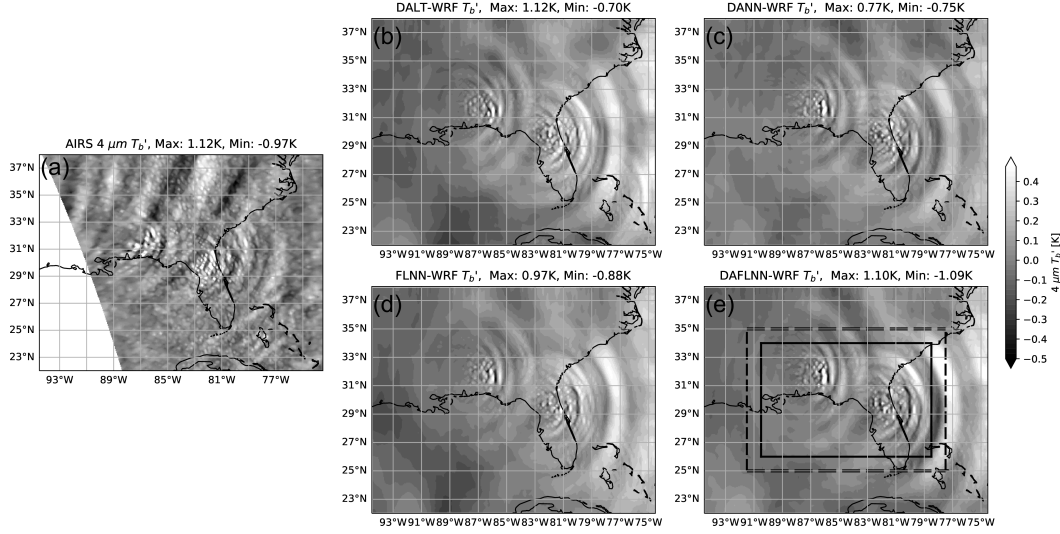 DALT-WRF Tb', Max: 1.12K, Min: -0.70K
(b)
37°N
35°N
33°N
31°N
29°N
27°N
25°N
23°N
93°W91°W89°W87°W85°W83°W81°W79°W77°W75°W
DANN-WRF Tb', Max: 0.77K, Min: -0.75K
(c)
37°N
35°N
33°N
31°N
29°N
27°N
25°N
23°N
93°W91°W89°W87°W85°W83°W81°W79°W77°W75°W
AIRS 4 μm Tb', Max: 1.12K, Min: -0.97K
(a)
37°N
35°N
33°N
31°N
29°N
27°N
25°N
23°N
93°W 89°W 85°W 81°W 77°W
FLNN-WRF Tb', Max: 0.97K, Min: -0.88K
(d)
37°N
35°N
33°N
31°N
29°N
27°N
25°N
23°N
93°W91°W89°W87°W85°W83°W81°W79°W77°W75°W
DAFLNN-WRF Tb', Max: 1.10K, Min: -1.09K
(e)
37°N
35°N
33°N
31°N
29°N
27°N
25°N
23°N
93°W91°W89°W87°W85°W83°W81°W79°W77°W75°W
0.4
0.3
0.2
0.1
0.0
−0.1
−0.2
−0.3
−0.4
−0.5
4 μm Tb' [K]